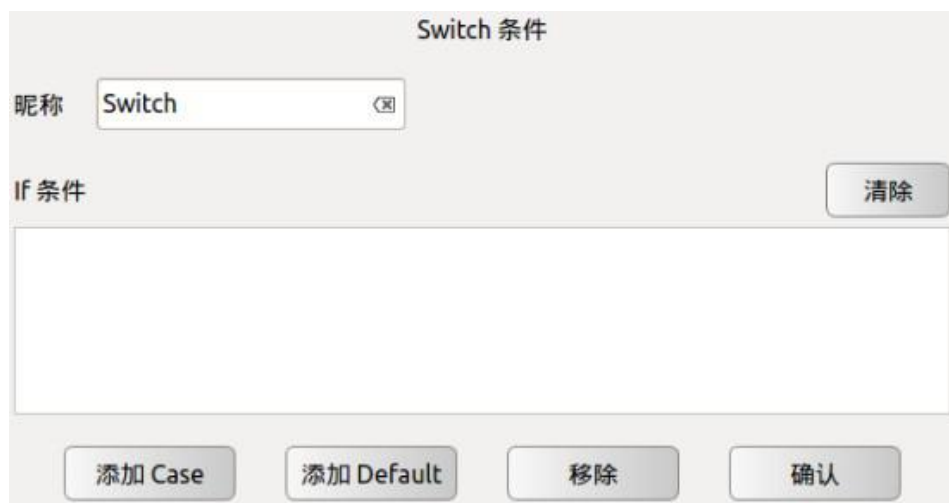 Switch 条件
昵称 Switch
If 条件 清除
添加 Case 添加 Default 移除 确认